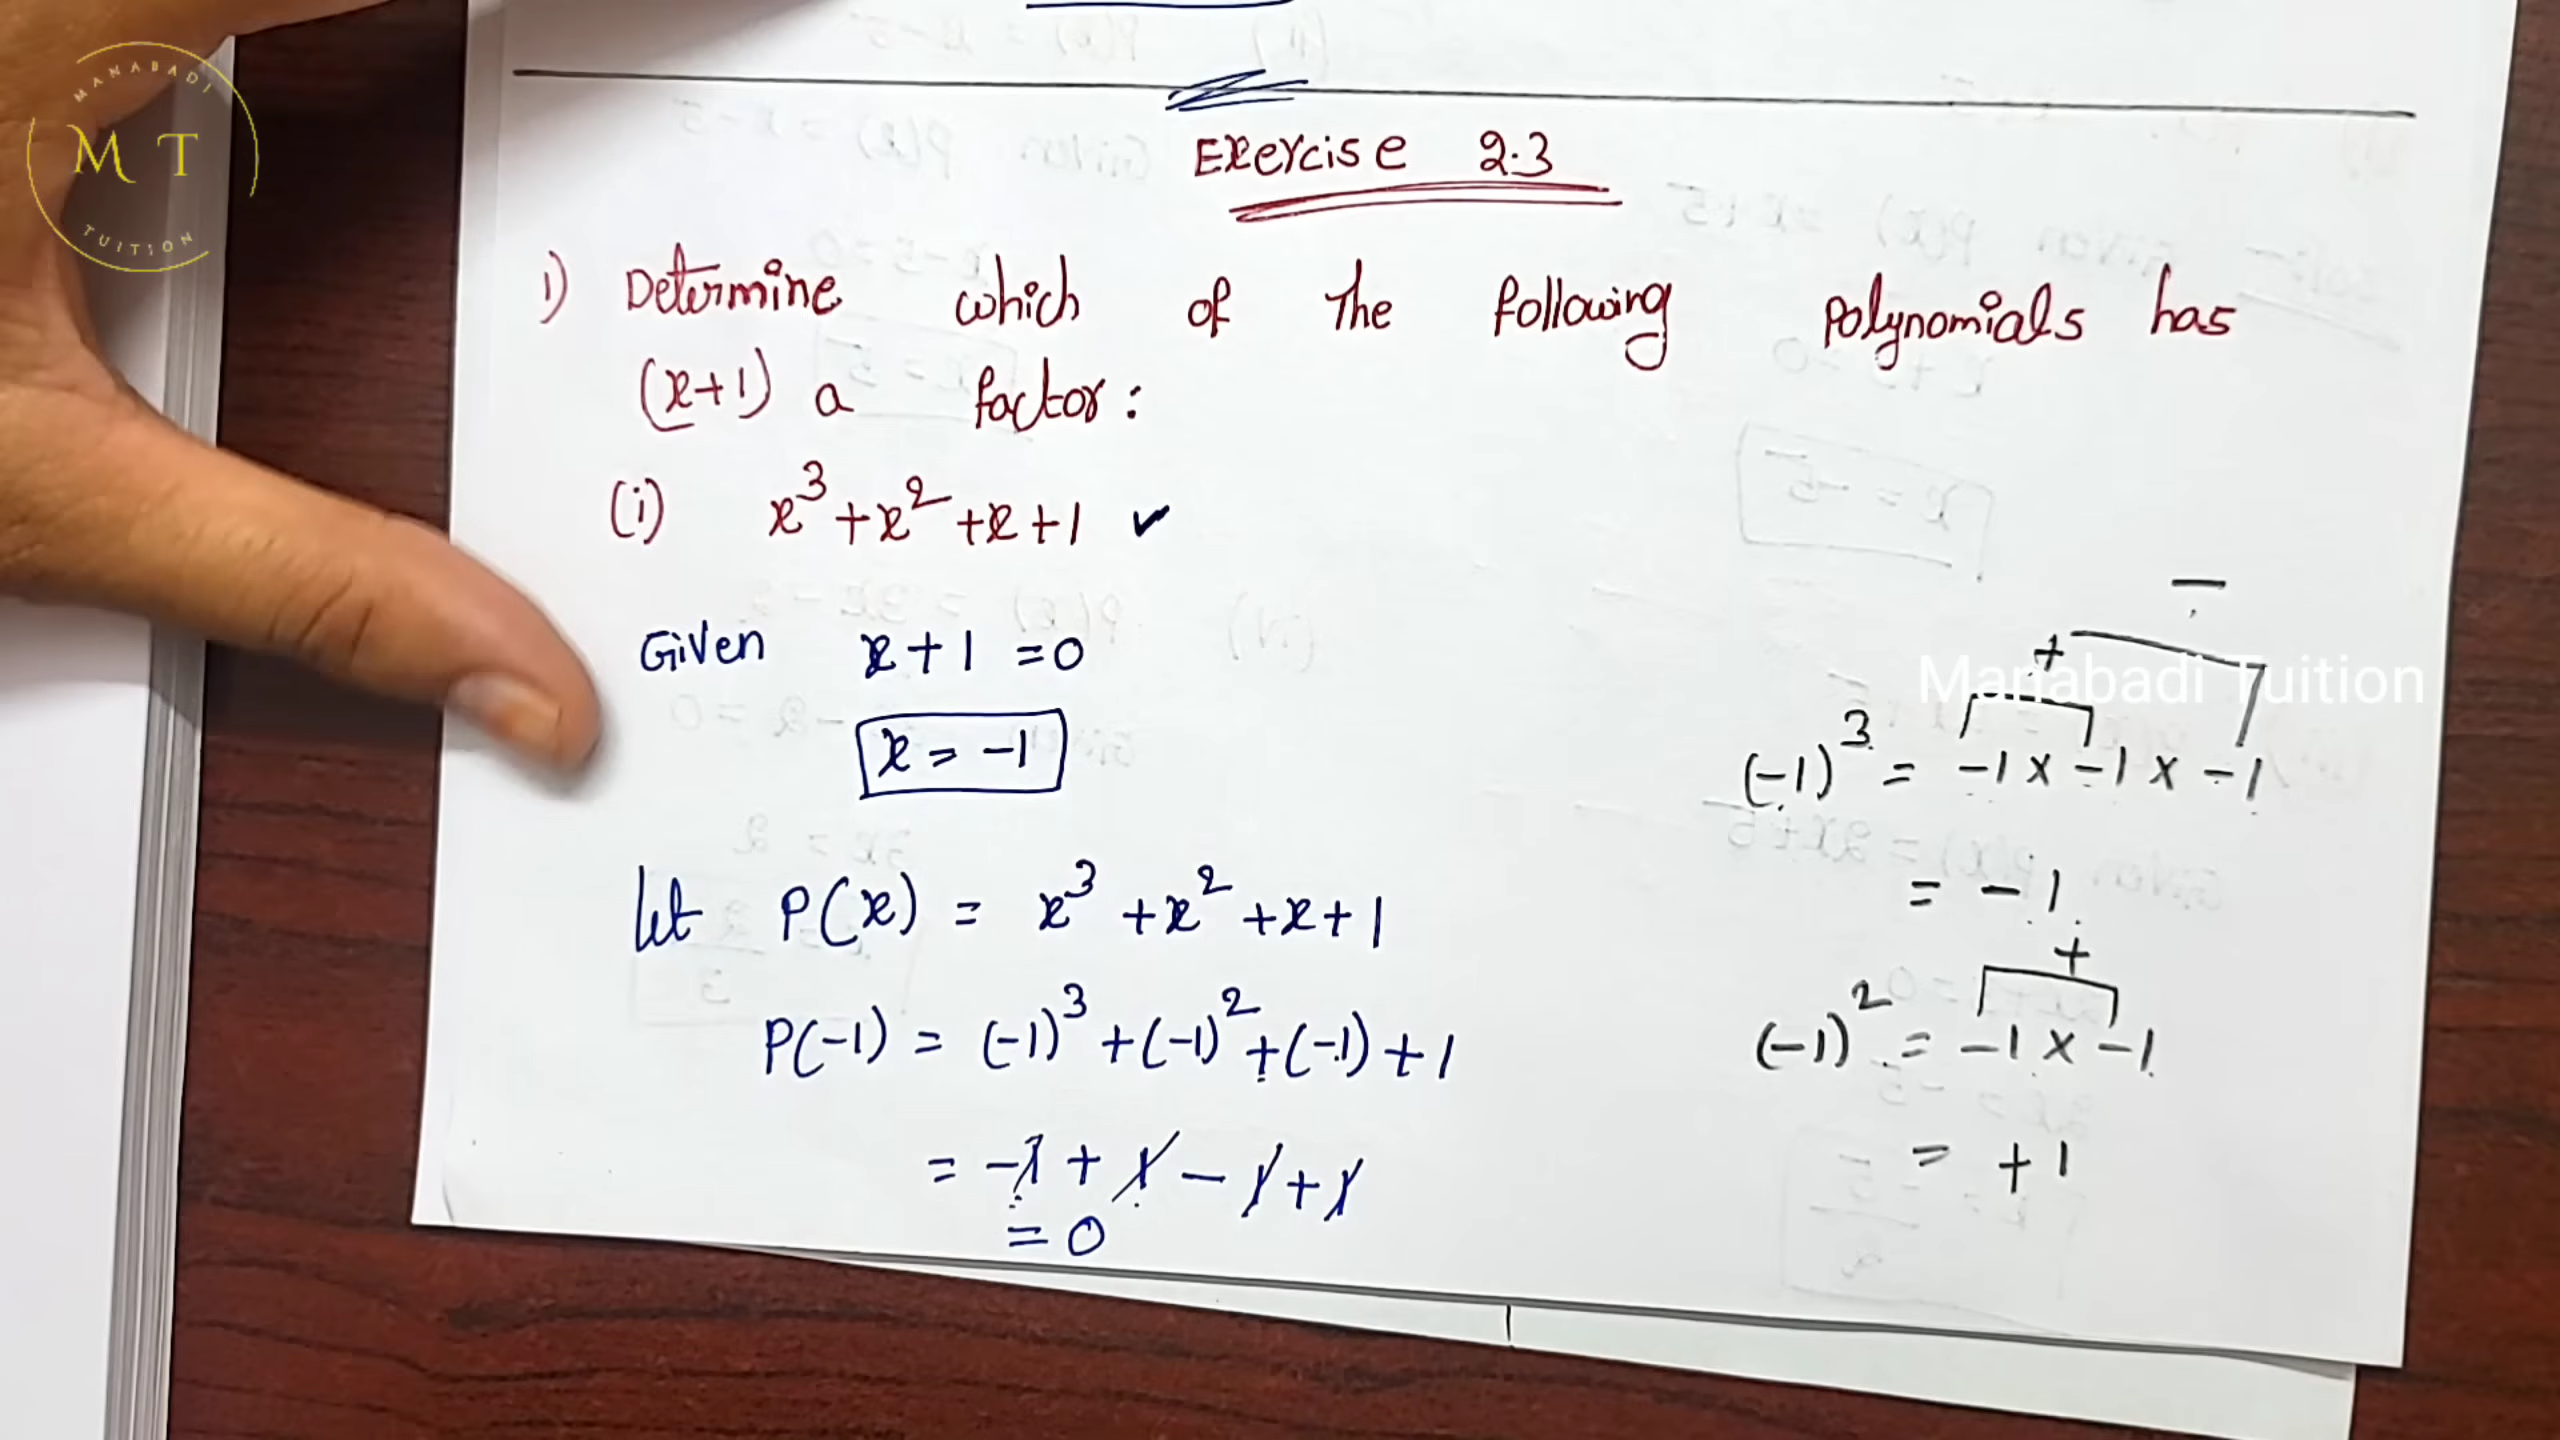 MANABADI
M T
TUITION
Exercise 2.3
1) Determine which of the following polynomials has
(x+1) a factor:
(i) x³+x²+x+1 ✓
Given x+1 =0
x = -1
Let P(x) = x³+x²+x+1
P(-1) = (-1)³+(-1)²+(-1)+1
= -1+1-1+1
= 0
Manabadi Tuition
-
+
(-1)³ = -1 x -1 x -1
= -1
+
(-1)² = -1 x -1
= +1